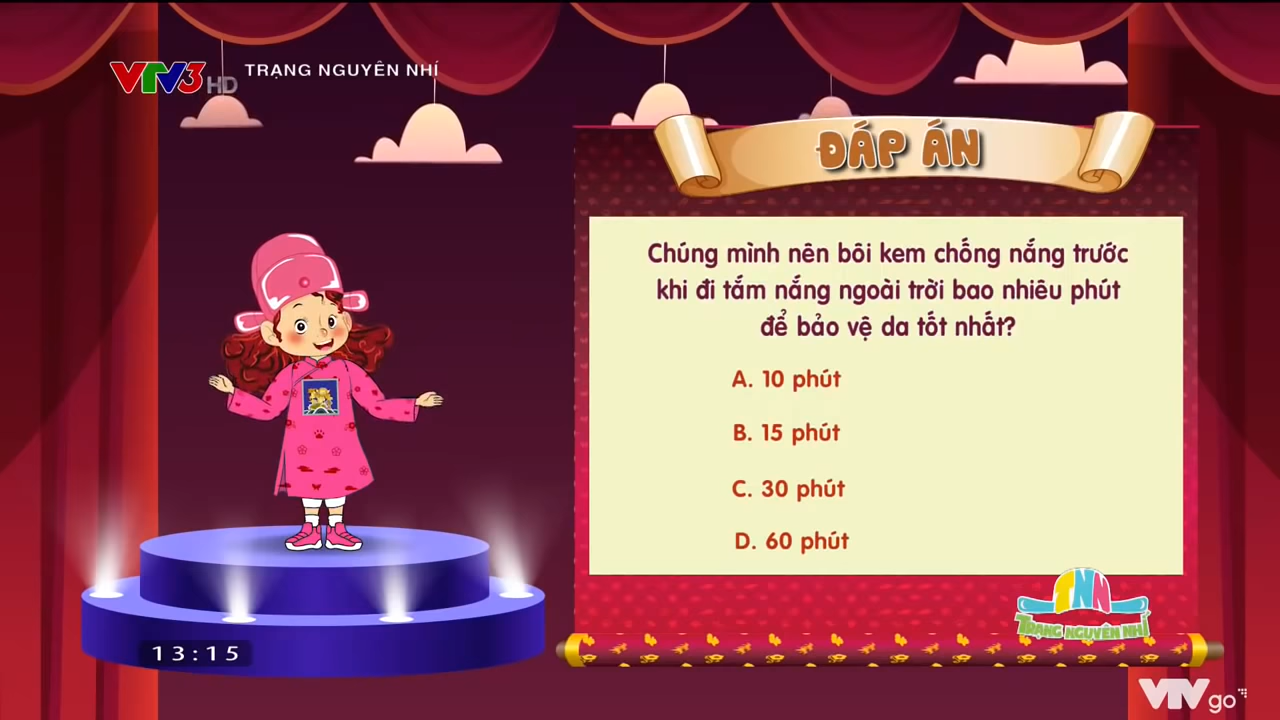 VTV3 HD
TRẠNG NGUYÊN NHÍ
ĐÁP ÁN
Chúng mình nên bôi kem chống nắng trước
khi đi tắm nắng ngoài trời bao nhiêu phút
để bảo vệ da tốt nhất?
A. 10 phút
B. 15 phút
C. 30 phút
D. 60 phút
TNN
TRẠNG NGUYÊN NHÍ
13:15
VTV go